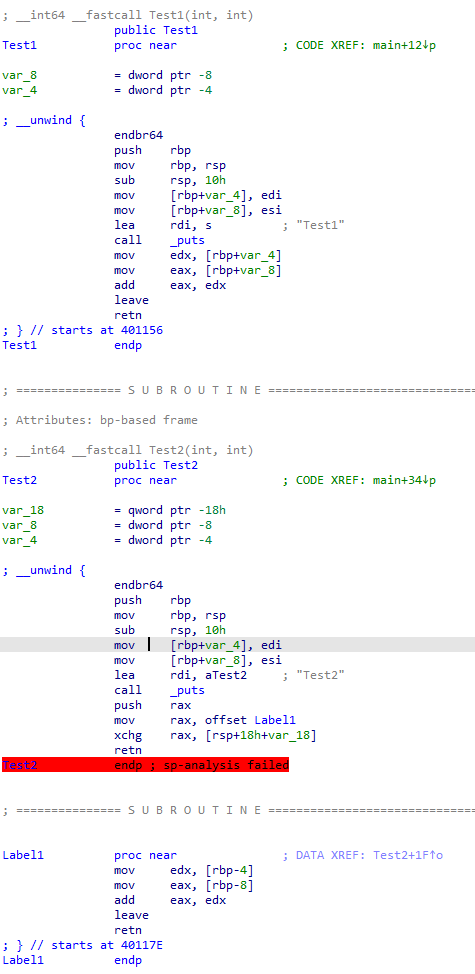 ; __int64 __fastcall Test1(int, int)
public Test1
Test1 proc near ; CODE XREF: main+12↓p
var_8 = dword ptr -8
var_4 = dword ptr -4
; __unwind {
endbr64
push rbp
mov rbp, rsp
sub rsp, 10h
mov [rbp+var_4], edi
mov [rbp+var_8], esi
lea rdi, s ; "Test1"
call _puts
mov edx, [rbp+var_4]
mov eax, [rbp+var_8]
add eax, edx
leave
retn
; } // starts at 401156
Test1 endp
; =============== S U B R O U T I N E =============================
; Attributes: bp-based frame
; __int64 __fastcall Test2(int, int)
public Test2
Test2 proc near ; CODE XREF: main+34↓p
var_18 = qword ptr -18h
var_8 = dword ptr -8
var_4 = dword ptr -4
; __unwind {
endbr64
push rbp
mov rbp, rsp
sub rsp, 10h
mov [rbp+var_4], edi
mov [rbp+var_8], esi
lea rdi, aTest2 ; "Test2"
call _puts
push rax
mov rax, offset Label1
xchg rax, [rsp+18h+var_18]
retn
Test2 endp ; sp-analysis failed
; =============== S U B R O U T I N E =============================
Label1 proc near ; DATA XREF: Test2+1F↑o
mov edx, [rbp-4]
mov eax, [rbp-8]
add eax, edx
leave
retn
; } // starts at 40117E
Label1 endp